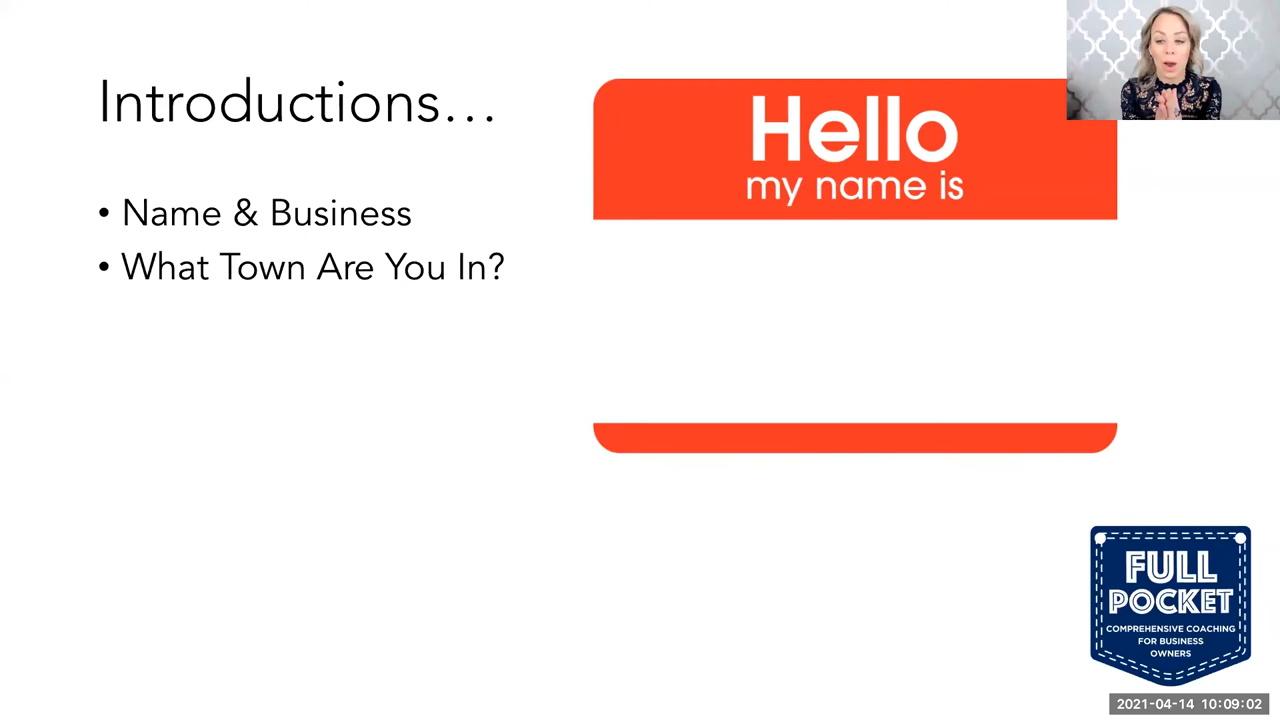 Introductions…
• Name & Business
• What Town Are You In?
Hello
my name is
FULL
POCKET
COMPREHENSIVE COACHING
FOR BUSINESS
OWNERS
2021-04-14 10:09:02